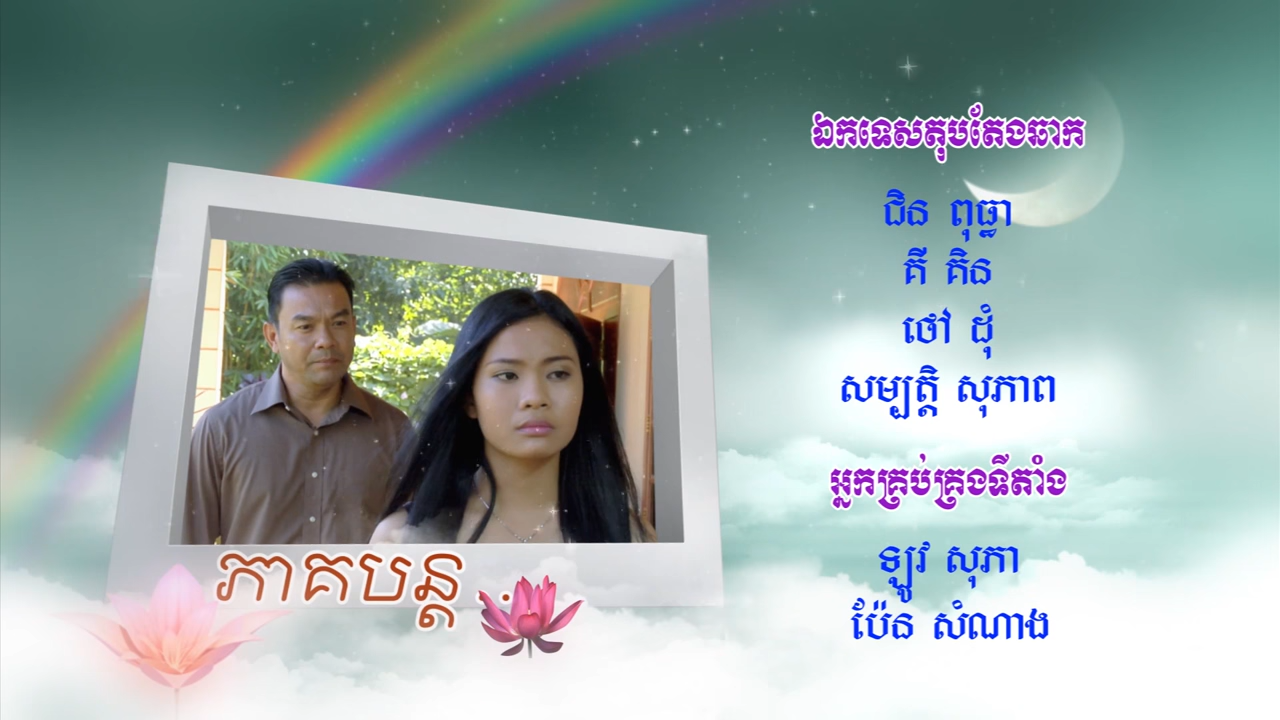 ឯកទេសតុបតែងឆាក
ជិន ពុធ្នា
គី គិន
ថៅ ដុំ
សម្បត្តិ សុភាព
អ្នកគ្រប់គ្រងទីតាំង
ឡូវ សុភា
ប៉ែន សំណាង
ភាគបន្ត . .